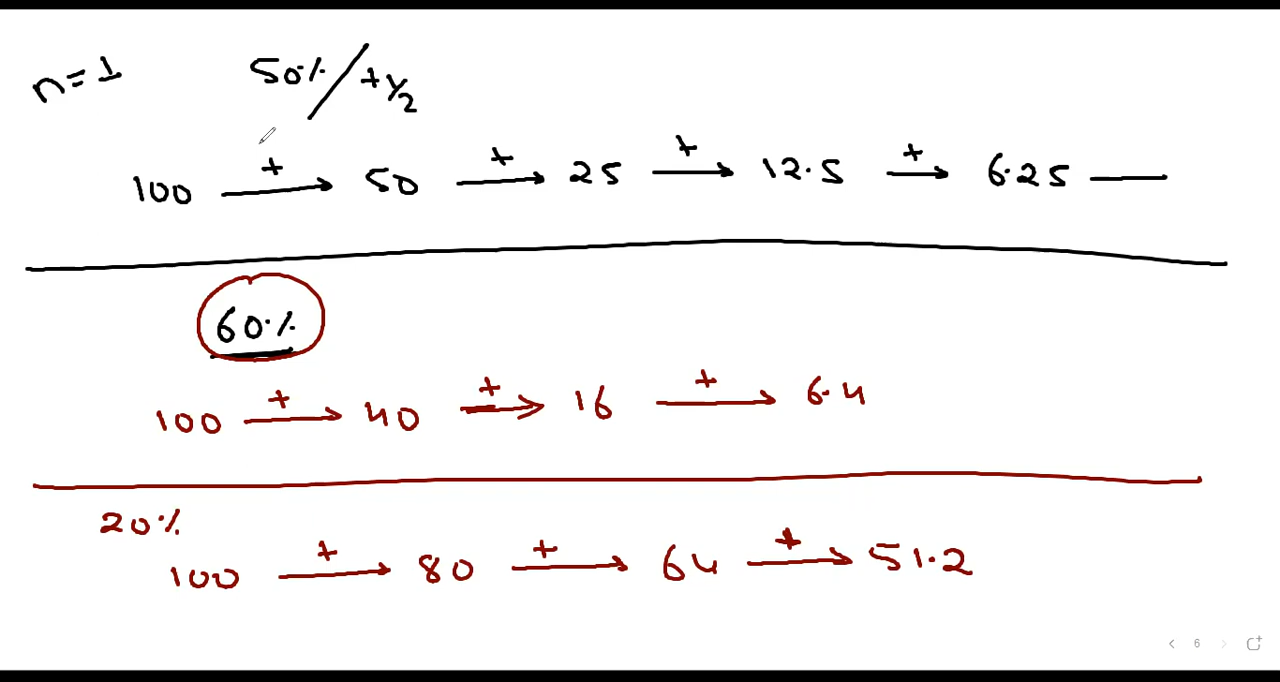 n=1 50%/t½
100 —t→ 50 —t→ 25 —t→ 12.5 —t→ 6.25 —
60%
100 —t→ 40 —t→ 16 —t→ 6.4
20%
100 —t→ 80 —t→ 64 —t→ 51.2
6